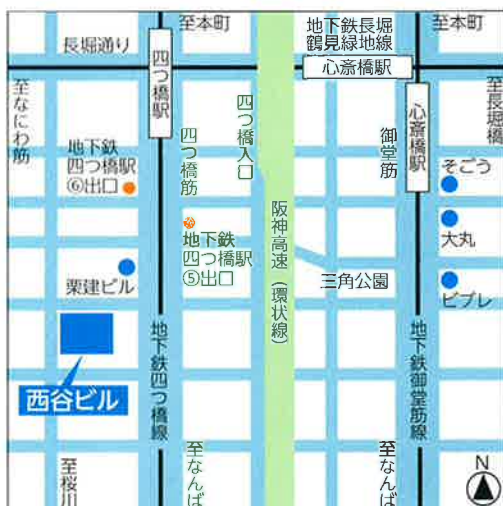 至本町
至本町
長堀通り
四つ橋駅
地下鉄長堀
鶴見緑地線
心斎橋駅
至なにわ筋
四つ橋入口
至長堀橋
心斎橋駅
地下鉄
四つ橋駅
⑥出口
四つ橋筋
御堂筋
そごう
地下鉄
四つ橋駅
⑤出口
阪神高速（環状線）
大丸
栗建ビル
三角公園
ビブレ
地下鉄四つ橋線
地下鉄御堂筋線
西谷ビル
至桜川
至なんば
至なんば
N